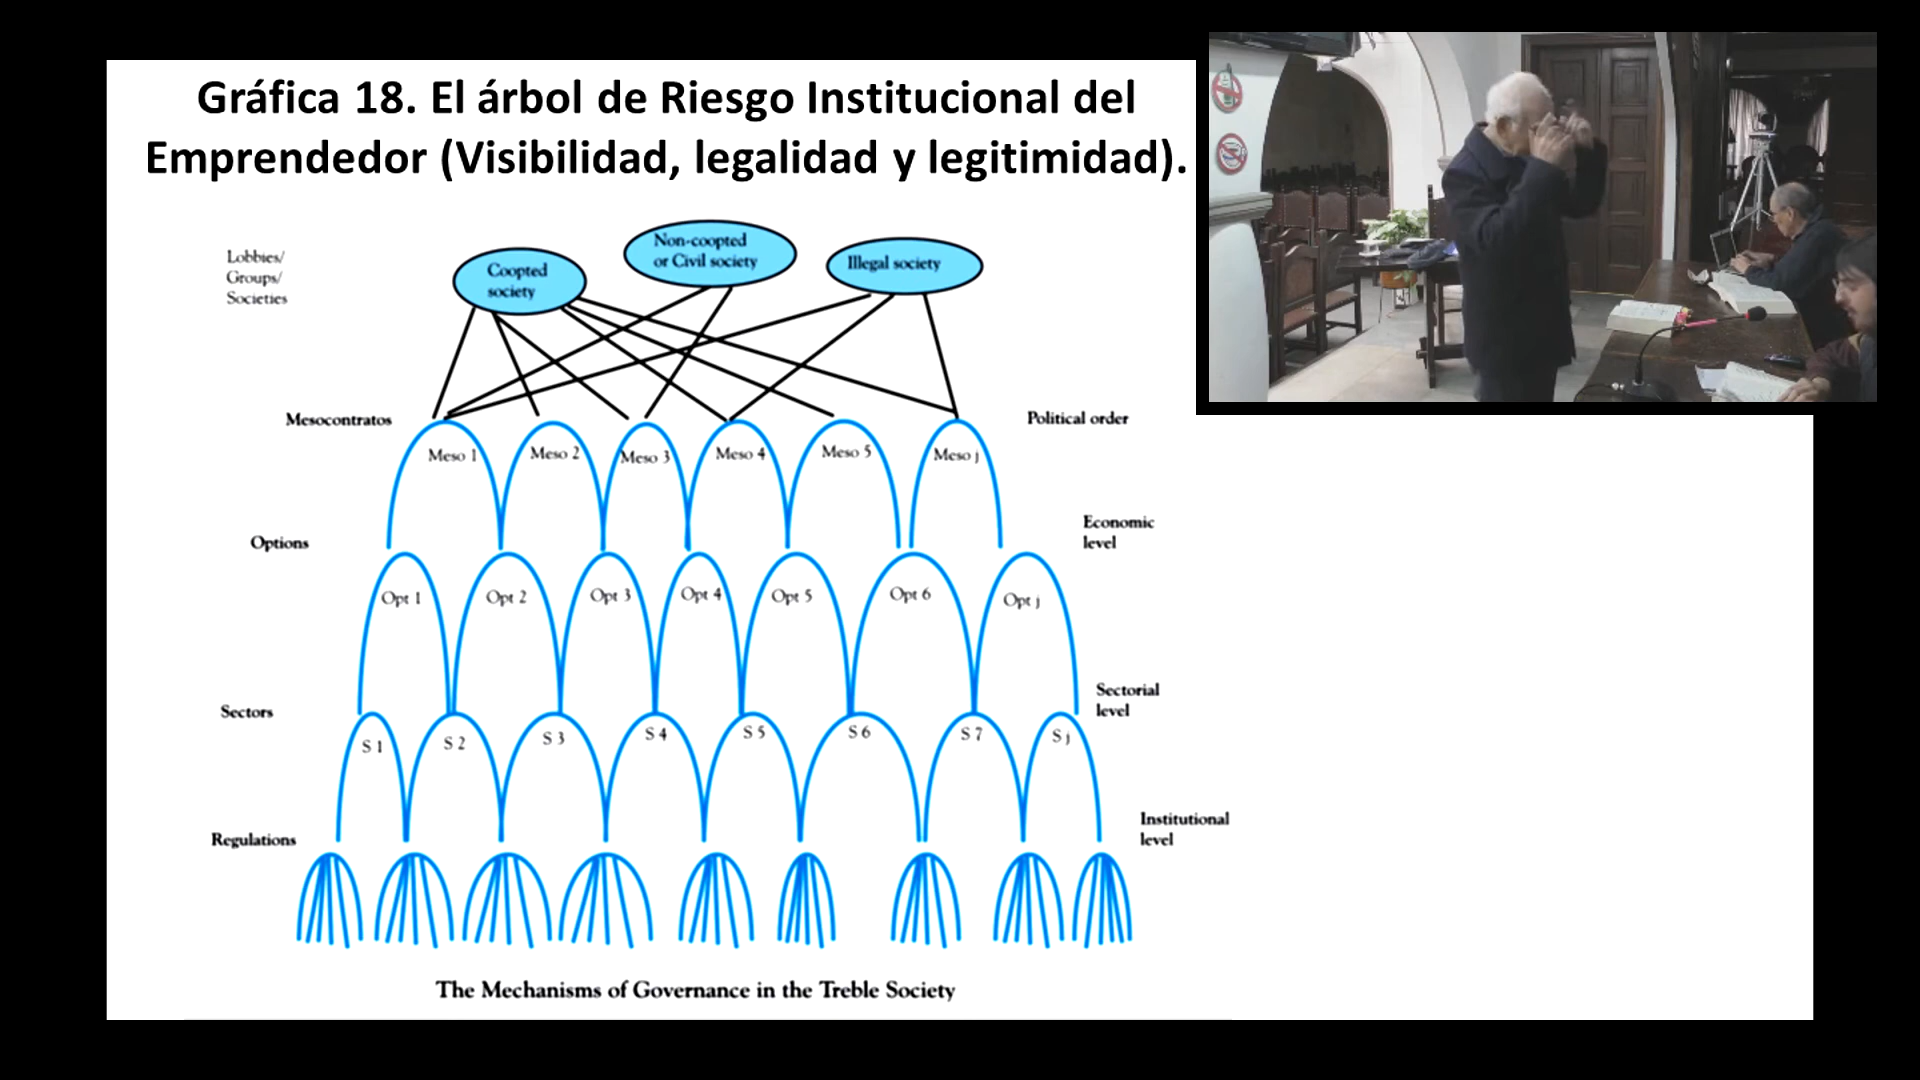 Gráfica 18. El árbol de Riesgo Institucional del
Emprendedor (Visibilidad, legalidad y legitimidad).
Lobbies/
Groups/
Societies
Coopted
society
Non-coopted
or Civil society
Illegal society
Mesocontratos
Political order
Meso 1
Meso 2
Meso 3
Meso 4
Meso 5
Meso j
Options
Economic
level
Opt 1
Opt 2
Opt 3
Opt 4
Opt 5
Opt 6
Opt j
Sectors
Sectorial
level
S 1
S 2
S 3
S 4
S 5
S 6
S 7
S j
Regulations
Institutional
level
The Mechanisms of Governance in the Treble Society